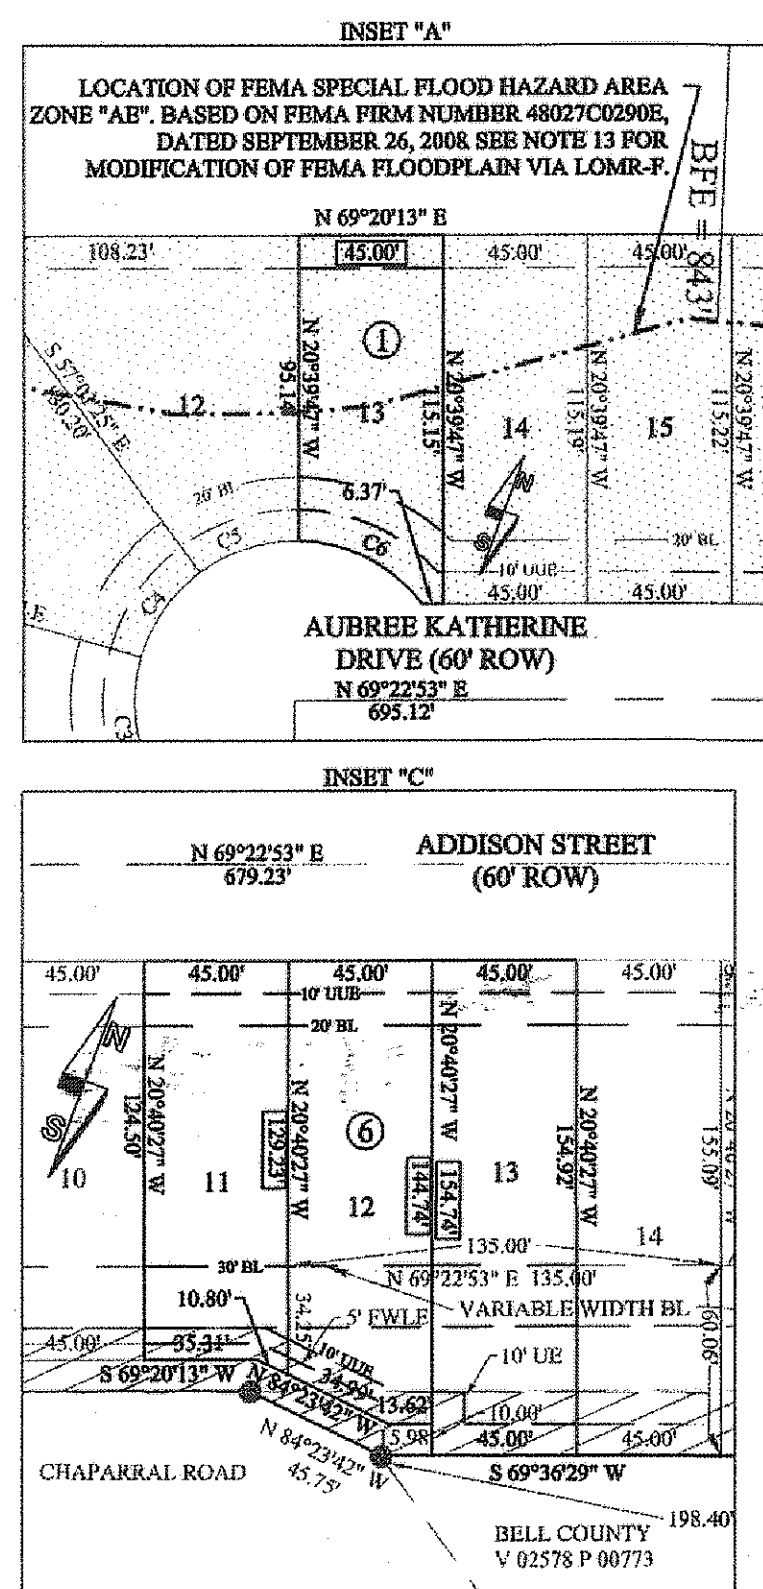 INSET "A"
LOCATION OF FEMA SPECIAL FLOOD HAZARD AREA
ZONE "AE". BASED ON FEMA FIRM NUMBER 48027C0290E,
DATED SEPTEMBER 26, 2008. SEE NOTE 13 FOR
MODIFICATION OF FEMA FLOODPLAIN VIA LOMR-F.
BFE = 843'
N 69°20'13" E
108.23'
45.00'
45.00'
45.00'
1
N 20°39'47" W
95.14'
N 20°39'47" W
115.15'
N 20°39'47" W
115.19'
N 20°39'47" W
115.22'
S 57°01'25" E
12
13
14
15
20' BL
6.37'
N
S
C5
C6
C4
C3
20' BL
10' UUE
45.00'
45.00'
AUBREE KATHERINE
DRIVE (60' ROW)
N 69°22'53" E
695.12'
INSET "C"
N 69°22'53" E
679.23'
ADDISON STREET
(60' ROW)
45.00'
45.00'
45.00'
45.00'
45.00'
10' UUE
20' BL
N
S
N 20°40'27" W
124.50'
N 20°40'27" W
129.23'
N 20°40'27" W
144.74'
154.74'
N 20°40'27" W
154.92'
155.09'
6
10
11
12
13
14
135.00'
30' BL
N 69°22'53" E 135.00'
10.80'
34.25'
5' FWLE
VARIABLE WIDTH BL
60.06'
45.00'
35.31'
10' UUE
34.99'
10' UE
S 69°20'13" W
N 84°23'42" W
13.62'
10.00'
5.98'
45.00'
45.00'
N 84°23'42" W
45.75'
CHAPARRAL ROAD
S 69°36'29" W
198.40'
BELL COUNTY
V 02578 P 00773